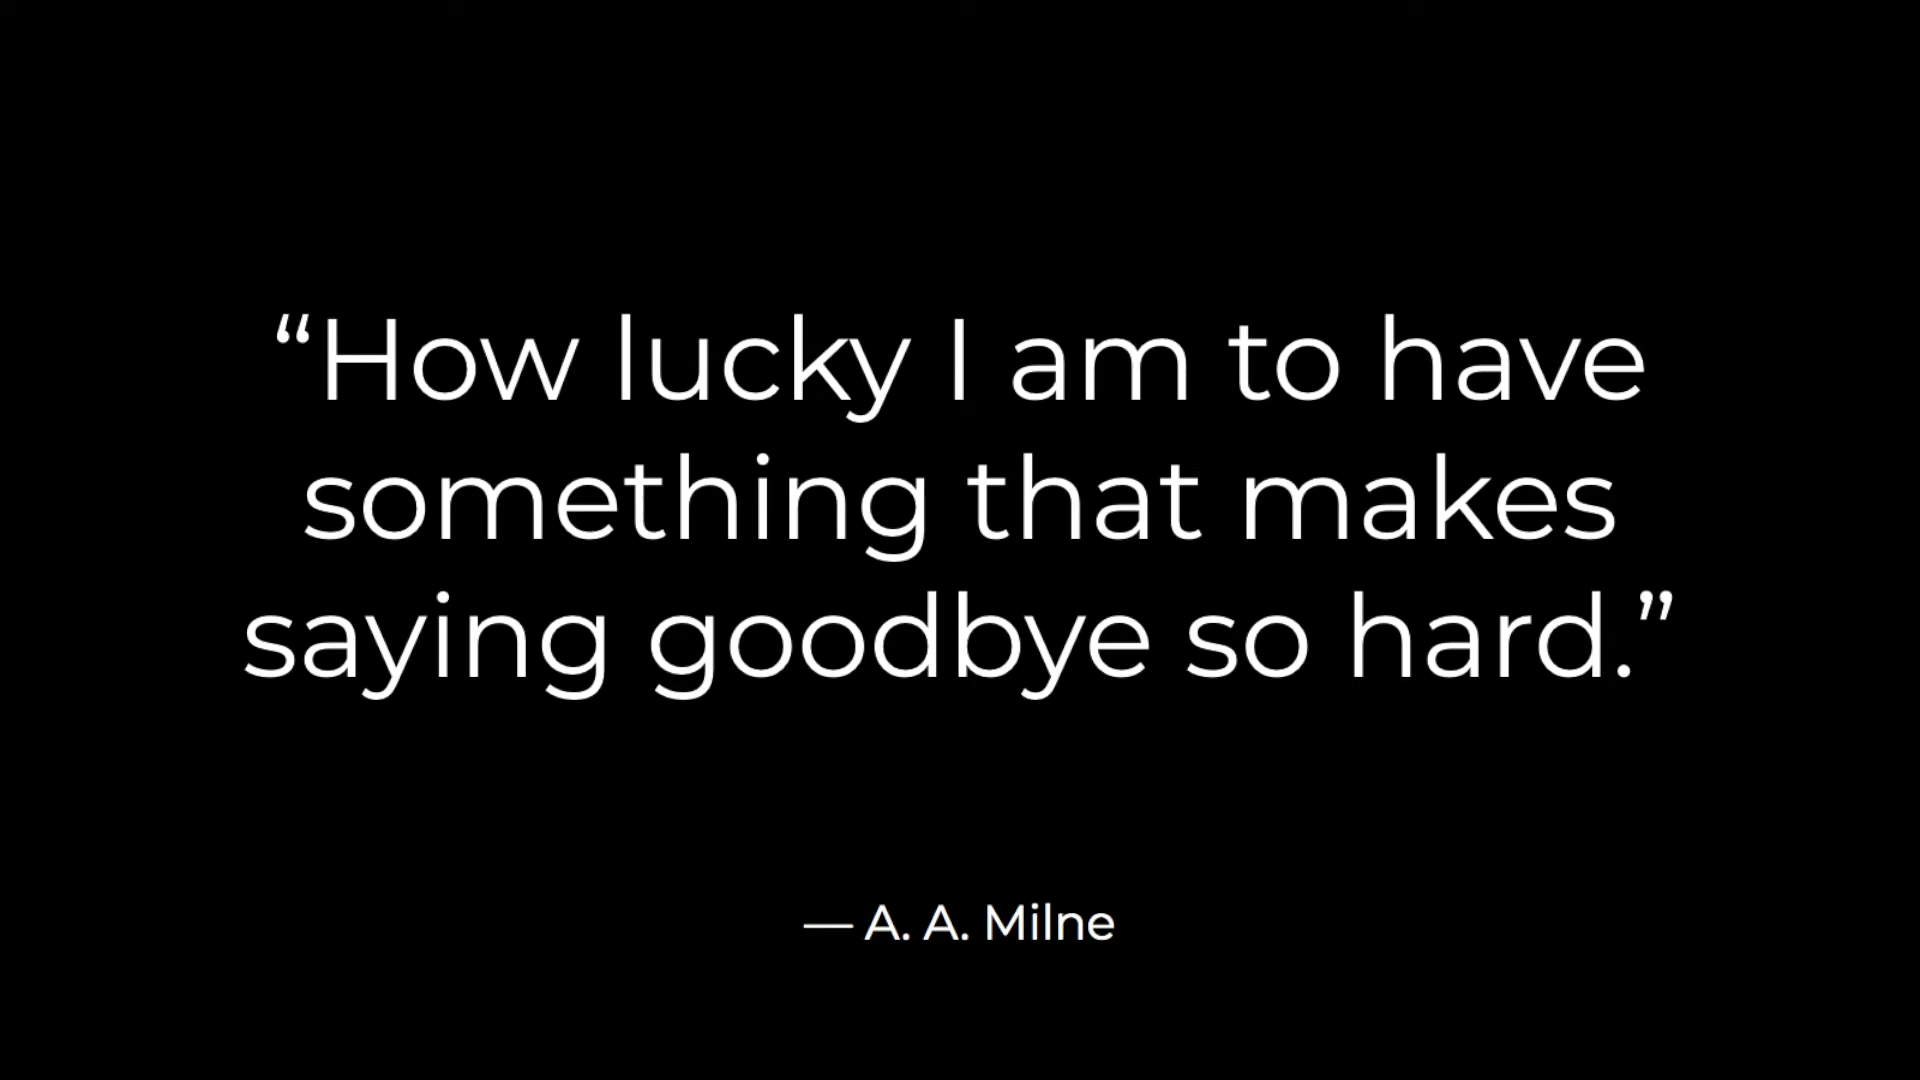 “How lucky I am to have
something that makes
saying goodbye so hard.”
— A. A. Milne